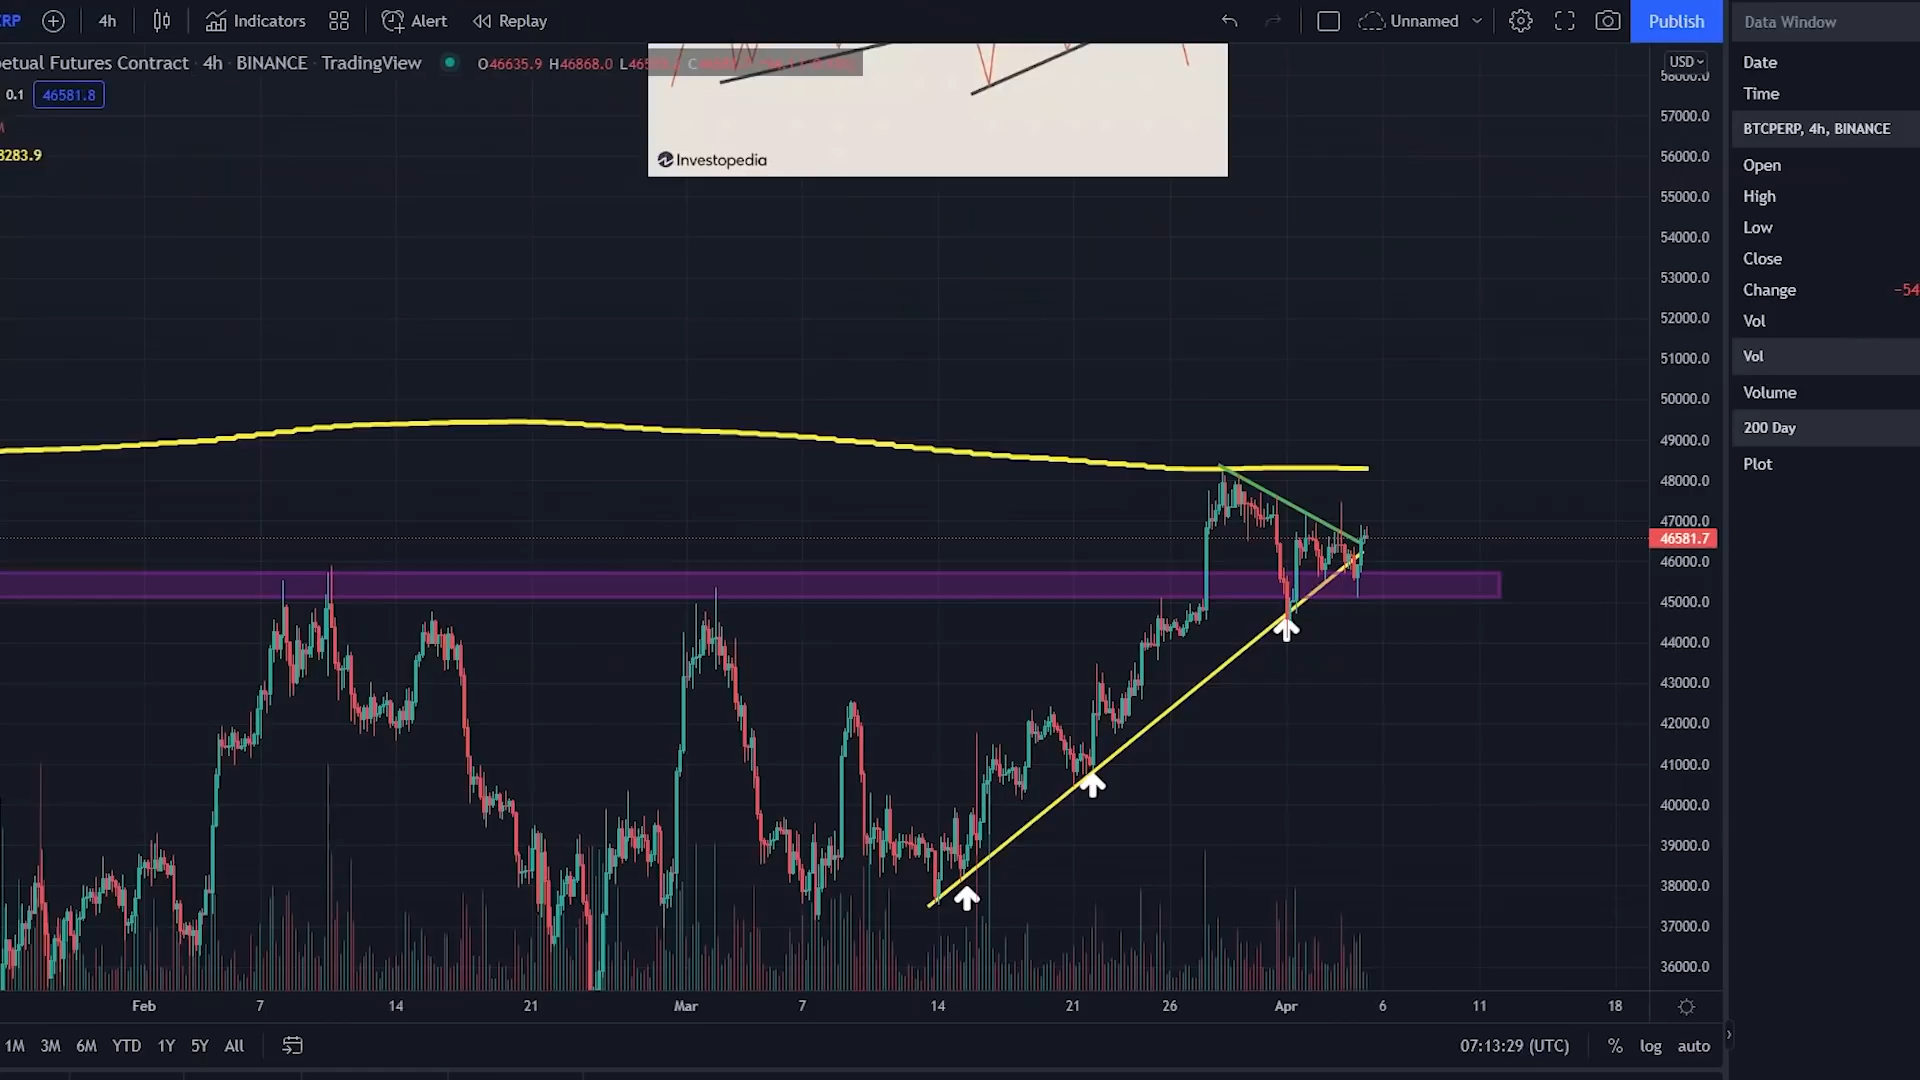 ERP 4h Indicators Alert Replay Unnamed Publish Data Window
etual Futures Contract 4h · BINANCE TradingView O46635.9 H46868.0 USD
0.1 46581.8
8283.9
Investopedia
58000.0
57000.0
56000.0
55000.0
54000.0
53000.0
52000.0
51000.0
50000.0
49000.0
48000.0
47000.0
46581.7
46000.0
45000.0
44000.0
43000.0
42000.0
41000.0
40000.0
39000.0
38000.0
37000.0
36000.0
Date
Time
BTCPERP, 4h, BINANCE
Open
High
Low
Close
Change −54
Vol
Vol
Volume
200 Day
Plot
Feb 7 14 21 Mar 7 14 21 26 Apr 6 11 18
1M 3M 6M YTD 1Y 5Y All 07:13:29 (UTC) % log auto